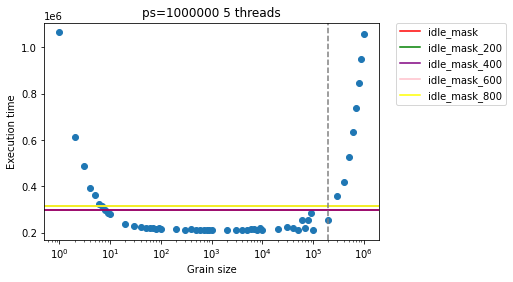 ps=1000000 5 threads
1e6
1.0
0.8
0.6
0.4
0.2
Execution time
10^0 10^1 10^2 10^3 10^4 10^5 10^6
Grain size
idle_mask
idle_mask_200
idle_mask_400
idle_mask_600
idle_mask_800